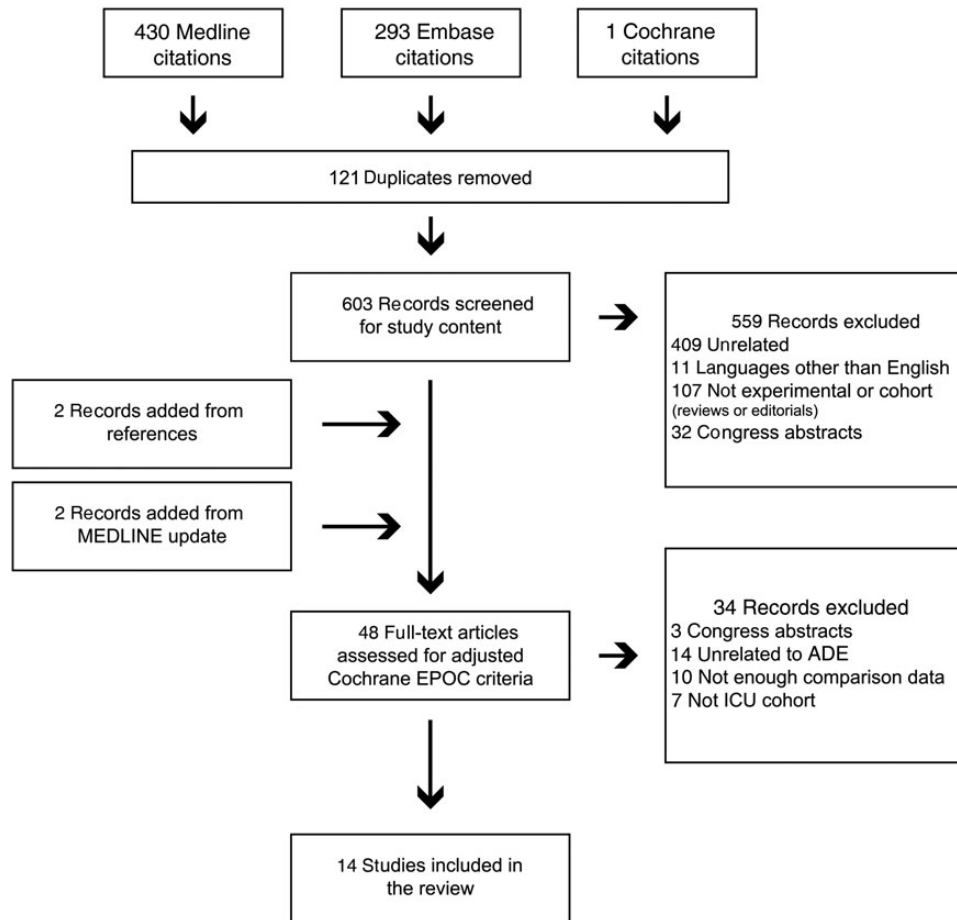 430 Medline
citations
293 Embase
citations
1 Cochrane
citations
121 Duplicates removed
603 Records screened
for study content
559 Records excluded
409 Unrelated
11 Languages other than English
107 Not experimental or cohort
(reviews or editorials)
32 Congress abstracts
2 Records added from
references
2 Records added from
MEDLINE update
48 Full-text articles
assessed for adjusted
Cochrane EPOC criteria
34 Records excluded
3 Congress abstracts
14 Unrelated to ADE
10 Not enough comparison data
7 Not ICU cohort
14 Studies included in
the review